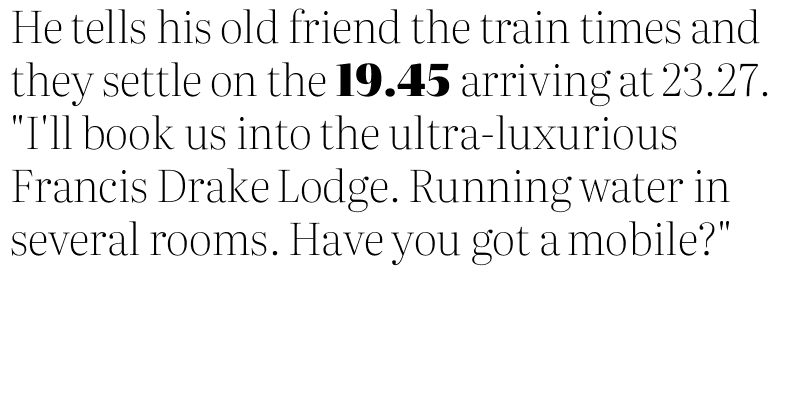 He tells his old friend the train times and
they settle on the 19.45 arriving at 23.27.
"I'll book us into the ultra-luxurious
Francis Drake Lodge. Running water in
several rooms. Have you got a mobile?"